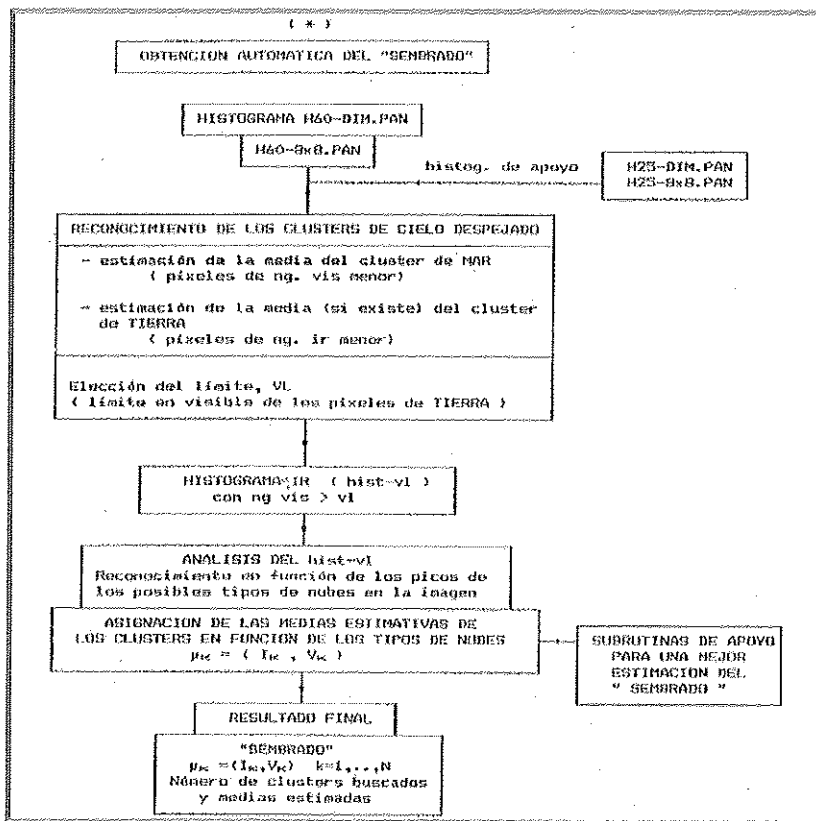 ( * )
OBTENCION AUTOMATICA DEL "SEMBRADO"
HISTOGRAMA H60-DIM.PAN
H60-8x8.PAN
histog. de apoyo
H25-DIM.PAN
H25-8x8.PAN
RECONOCIMIENTO DE LOS CLUSTERS DE CIELO DESPEJADO
- estimación da la media del cluster de MAR
( píxeles de ng. vis menor)
- estimación de la media (si existe) del cluster
de TIERRA
( píxeles de ng. ir menor)
Elección del límite, VL
( límite en visible de los píxeles de TIERRA )
HISTOGRAMA-IR ( hist-vl )
con ng vis > vl
ANALISIS DEL hist-vl
Reconocimiento en función de los picos de
los posibles tipos de nubes en la imágen
ASIGNACION DE LAS MEDIAS ESTIMATIVAS DE
LOS CLUSTERS EN FUNCION DE LOS TIPOS DE NUBES
μK = ( IK , VK )
SUBRUTINAS DE APOYO
PARA UNA MEJOR
ESTIMACION DEL
" SEMBRADO "
RESULTADO FINAL
"SEMBRADO"
μK =(IK,VK) k=1,..,N
Número de clusters buscados
y medias estimadas